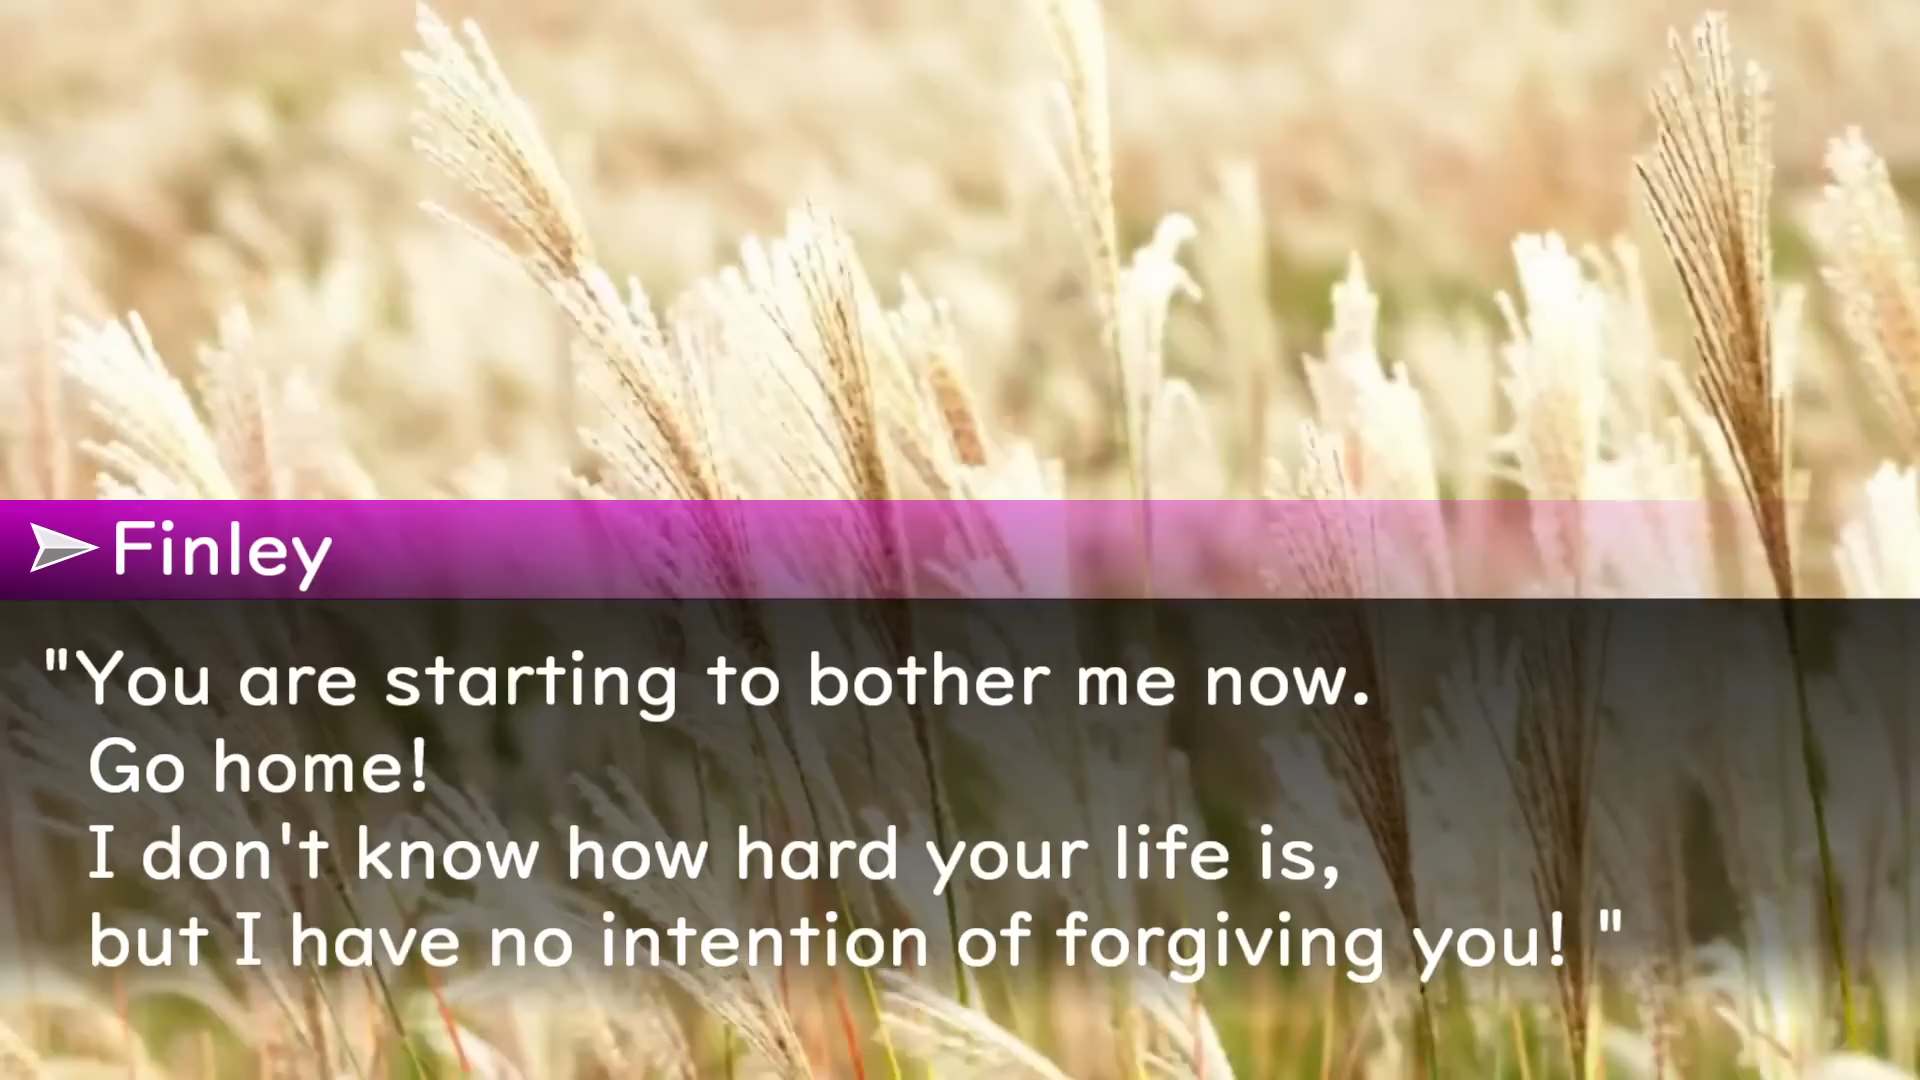 Finley
"You are starting to bother me now.
Go home!
I don't know how hard your life is,
but I have no intention of forgiving you! "